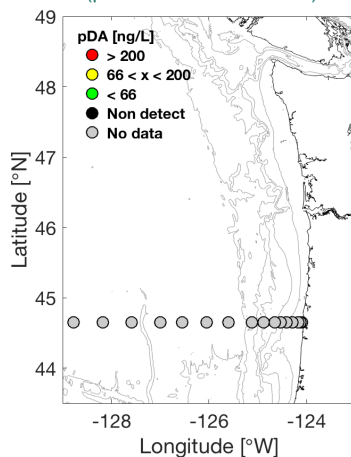 pDA [ng/L]
> 200
66 < x < 200
< 66
Non detect
No data
49
48
47
46
45
44
Latitude [°N]
-128
-126
-124
Longitude [°W]